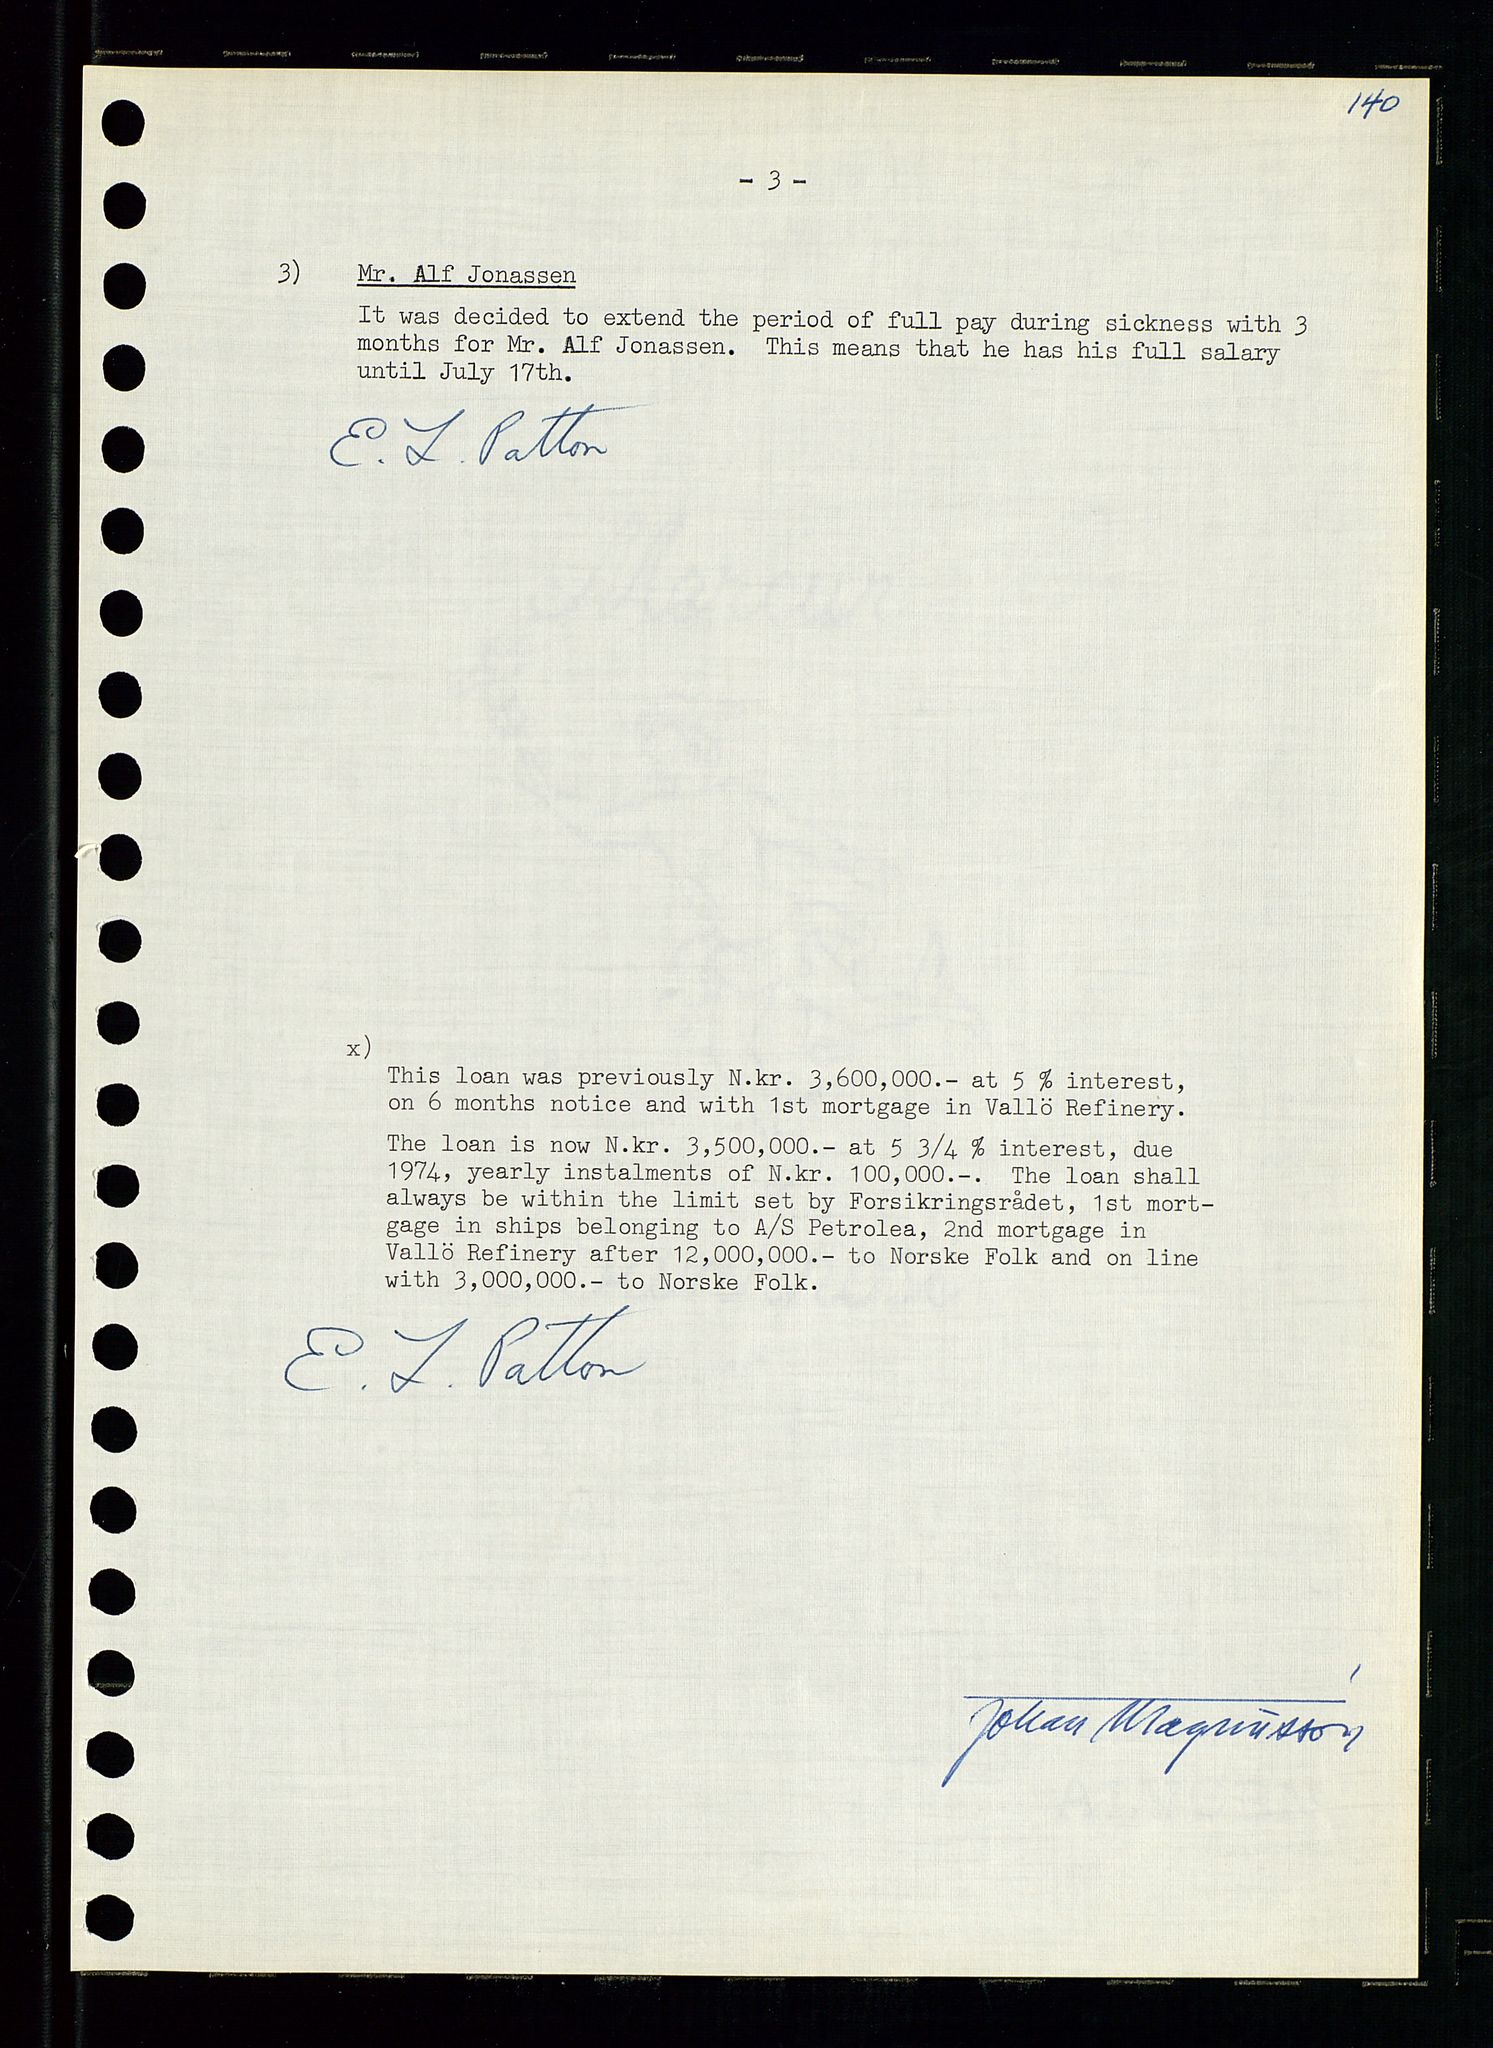 140
- 3 -
3) Mr. Alf Jonassen
It was decided to extend the period of full pay during sickness with 3
months for Mr. Alf Jonassen. This means that he has his full salary
until July 17th.
E. L. Patton
x)
This loan was previously N.kr. 3,600,000.- at 5 % interest,
on 6 months notice and with 1st mortgage in Vallö Refinery.
The loan is now N.kr. 3,500,000.- at 5 3/4 % interest, due
1974, yearly instalments of N.kr. 100,000.-. The loan shall
always be within the limit set by Forsikringsrådet, 1st mort-
gage in ships belonging to A/S Petrolea, 2nd mortgage in
Vallö Refinery after 12,000,000.- to Norske Folk and on line
with 3,000,000.- to Norske Folk.
E. L. Patton
Johan Magnusson